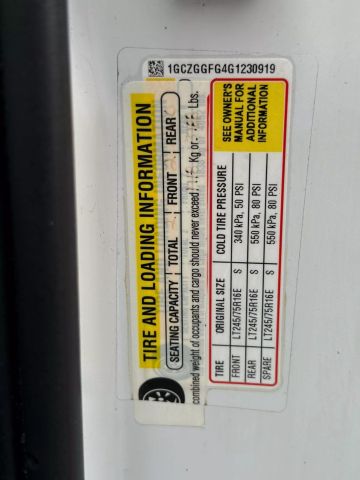 1GCZGGFG4G1230919
TIRE AND LOADING INFORMATION
SEATING CAPACITY TOTAL FRONT REAR
combined weight of occupants and cargo should never exceed Kg or Lbs.
TIRE ORIGINAL SIZE COLD TIRE PRESSURE
FRONT LT245/75R16E S 340 kPa, 50 PSI
REAR LT245/75R16E S 550 kPa, 80 PSI
SPARE LT245/75R16E S 550 kPa, 80 PSI
SEE OWNER'S
MANUAL FOR
ADDITIONAL
INFORMATION